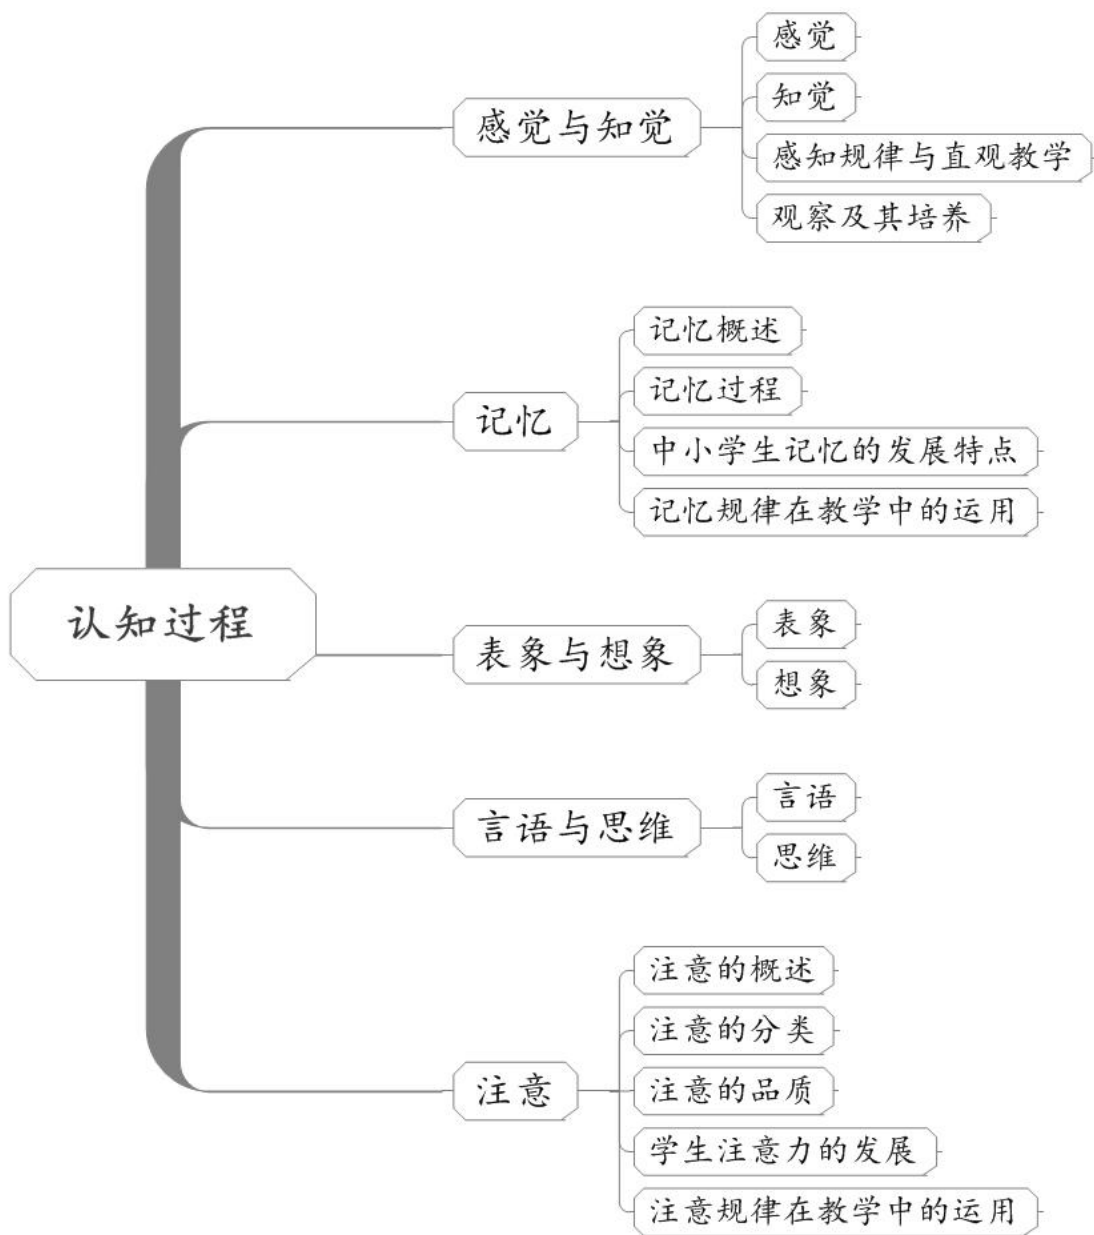 认知过程
感觉与知觉
感觉
知觉
感知规律与直观教学
观察及其培养
记忆
记忆概述
记忆过程
中小学生记忆的发展特点
记忆规律在教学中的运用
表象与想象
表象
想象
言语与思维
言语
思维
注意
注意的概述
注意的分类
注意的品质
学生注意力的发展
注意规律在教学中的运用